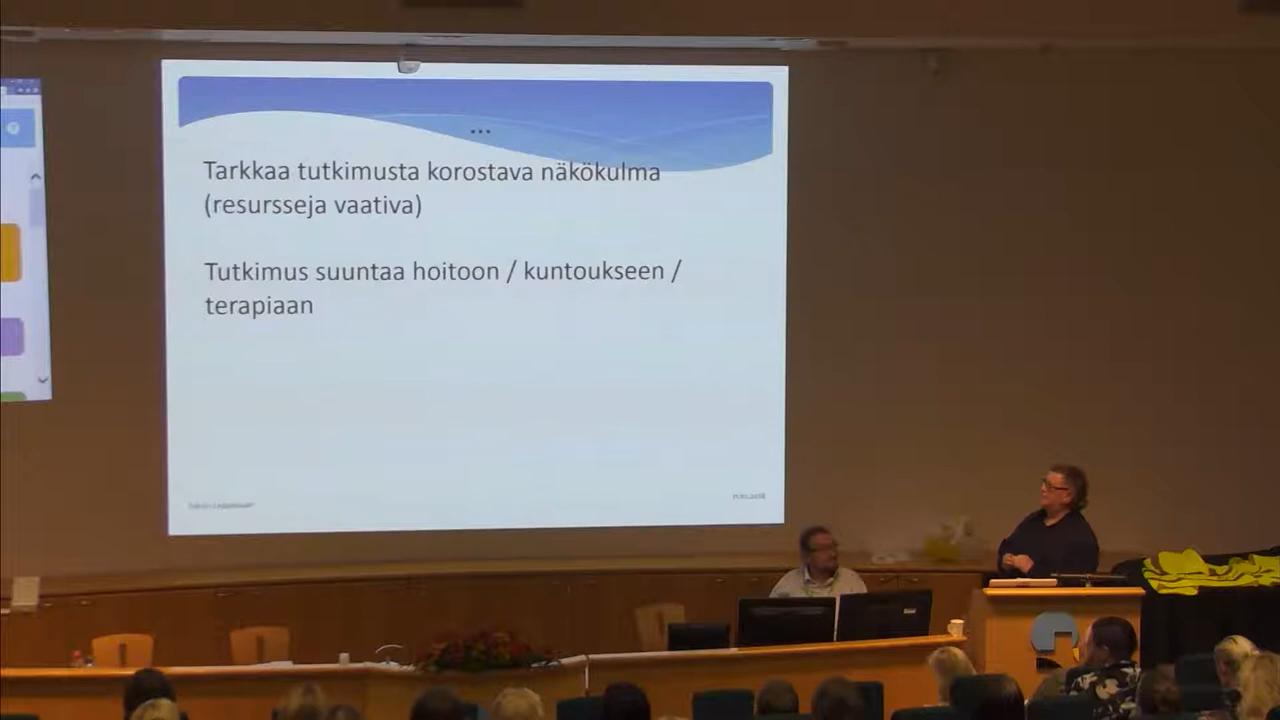 ...
Tarkkaa tutkimusta korostava näkökulma
(resursseja vaativa)
Tutkimus suuntaa hoitoon / kuntoukseen /
terapiaan